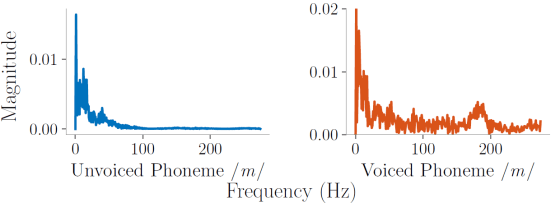 0.02
0.01
0.01
0.00
0.00
Magnitude
0 100 200
0 100 200
Unvoiced Phoneme /m/
Voiced Phoneme /m/
Frequency (Hz)